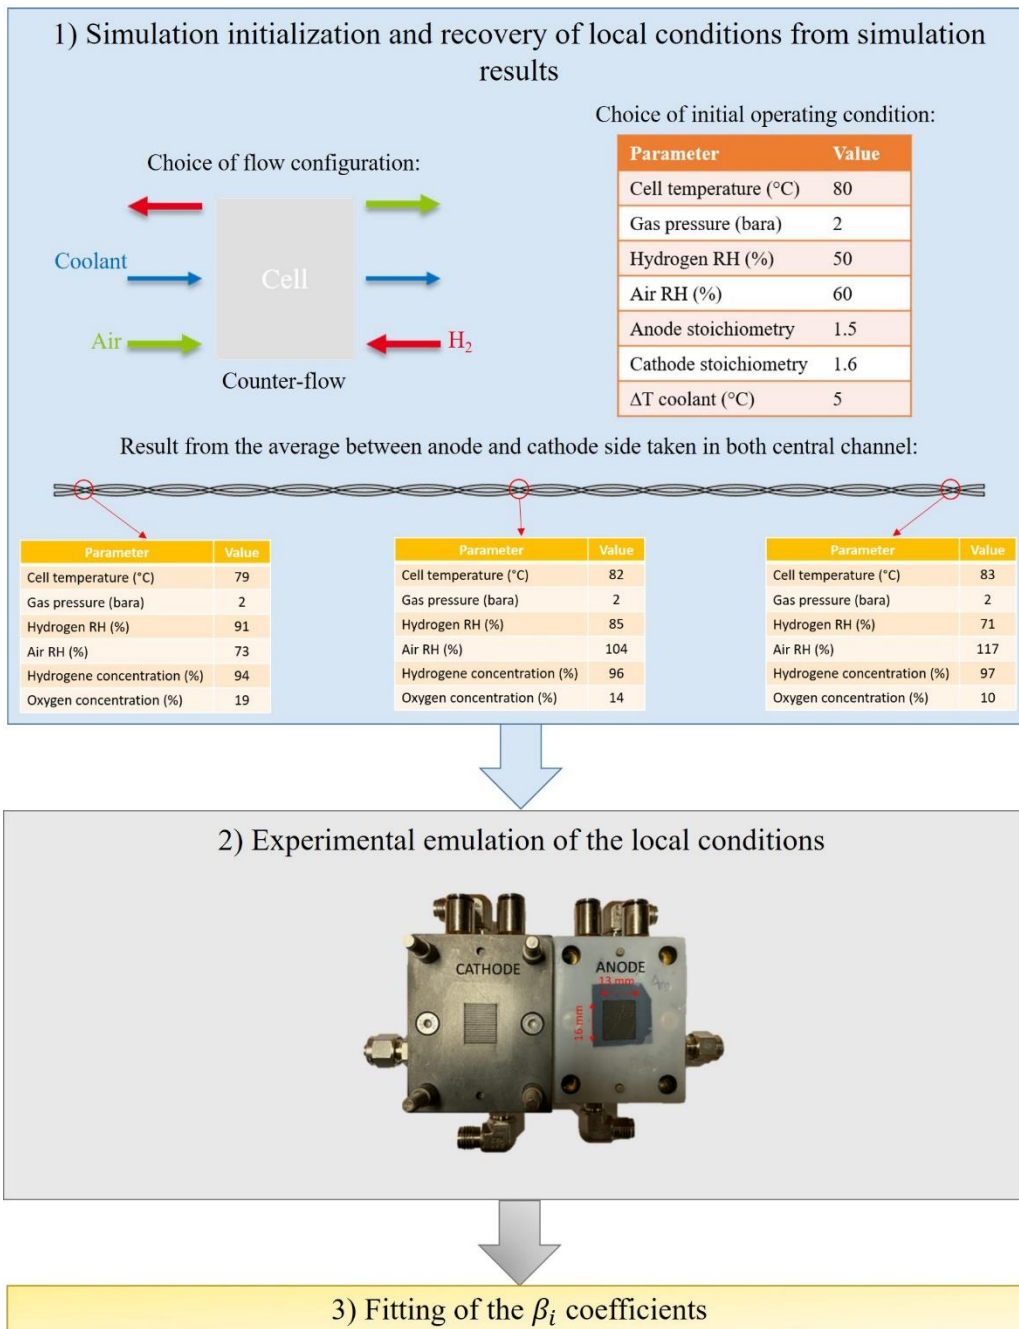 1) Simulation initialization and recovery of local conditions from simulation
results
Choice of flow configuration:
Coolant
Cell
Air
H₂
Counter-flow
Choice of initial operating condition:
Parameter Value
Cell temperature (°C) 80
Gas pressure (bara) 2
Hydrogen RH (%) 50
Air RH (%) 60
Anode stoichiometry 1.5
Cathode stoichiometry 1.6
ΔT coolant (°C) 5
Result from the average between anode and cathode side taken in both central channel:
Parameter Value
Cell temperature (°C) 79
Gas pressure (bara) 2
Hydrogen RH (%) 91
Air RH (%) 73
Hydrogene concentration (%) 94
Oxygen concentration (%) 19
Parameter Value
Cell temperature (°C) 82
Gas pressure (bara) 2
Hydrogen RH (%) 85
Air RH (%) 104
Hydrogene concentration (%) 96
Oxygen concentration (%) 14
Parameter Value
Cell temperature (°C) 83
Gas pressure (bara) 2
Hydrogen RH (%) 71
Air RH (%) 117
Hydrogene concentration (%) 97
Oxygen concentration (%) 10
2) Experimental emulation of the local conditions
CATHODE
ANODE
13 mm
16 mm
3) Fitting of the βᵢ coefficients